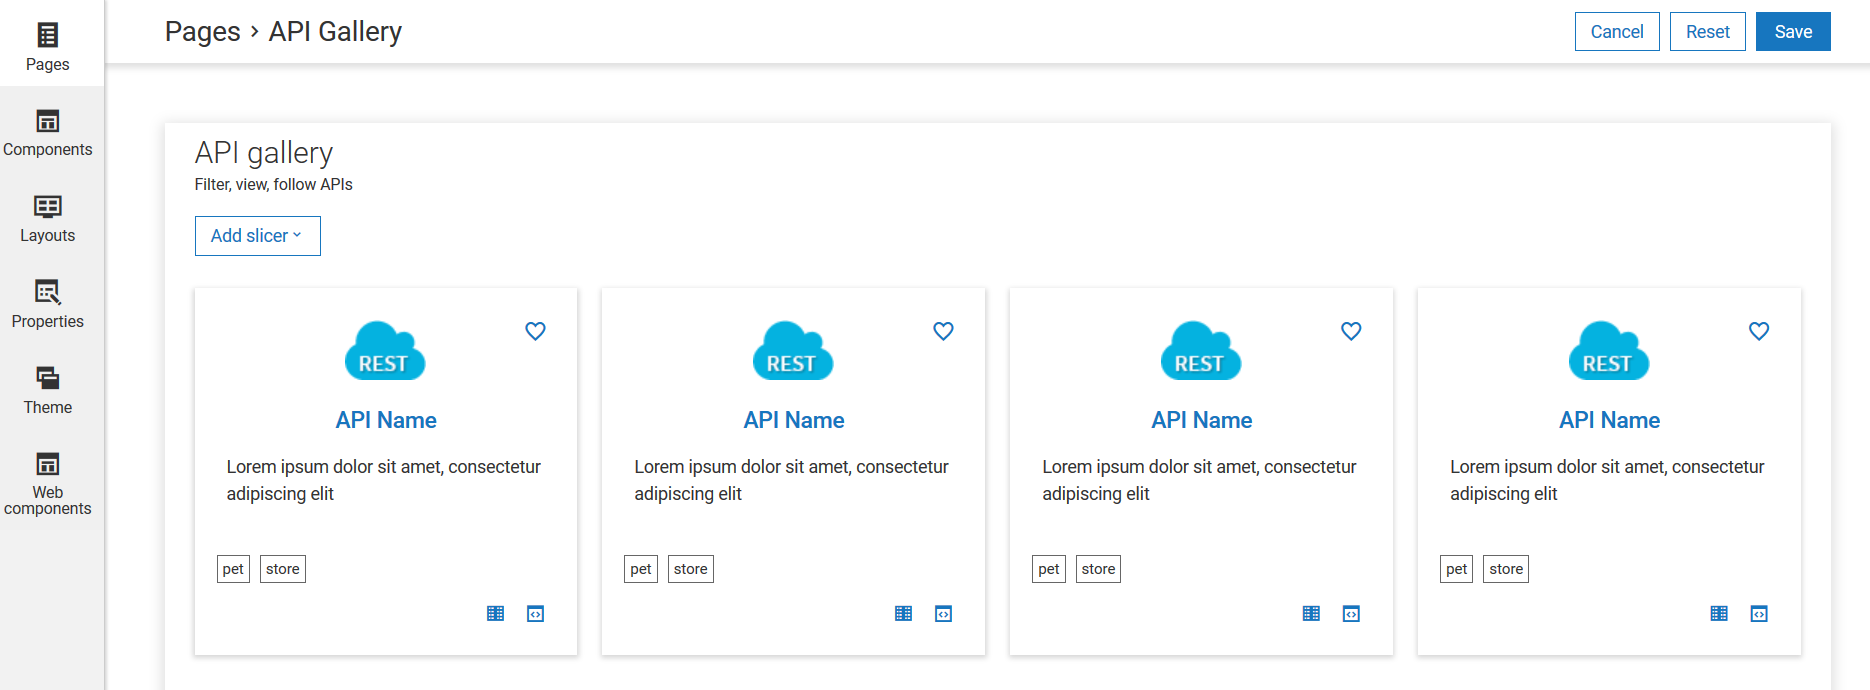 Pages
Components
Layouts
Properties
Theme
Web
components
Pages › API Gallery
Cancel Reset Save
API gallery
Filter, view, follow APIs
Add slicer
REST
API Name
Lorem ipsum dolor sit amet, consectetur
adipiscing elit
pet store
REST
API Name
Lorem ipsum dolor sit amet, consectetur
adipiscing elit
pet store
REST
API Name
Lorem ipsum dolor sit amet, consectetur
adipiscing elit
pet store
REST
API Name
Lorem ipsum dolor sit amet, consectetur
adipiscing elit
pet store